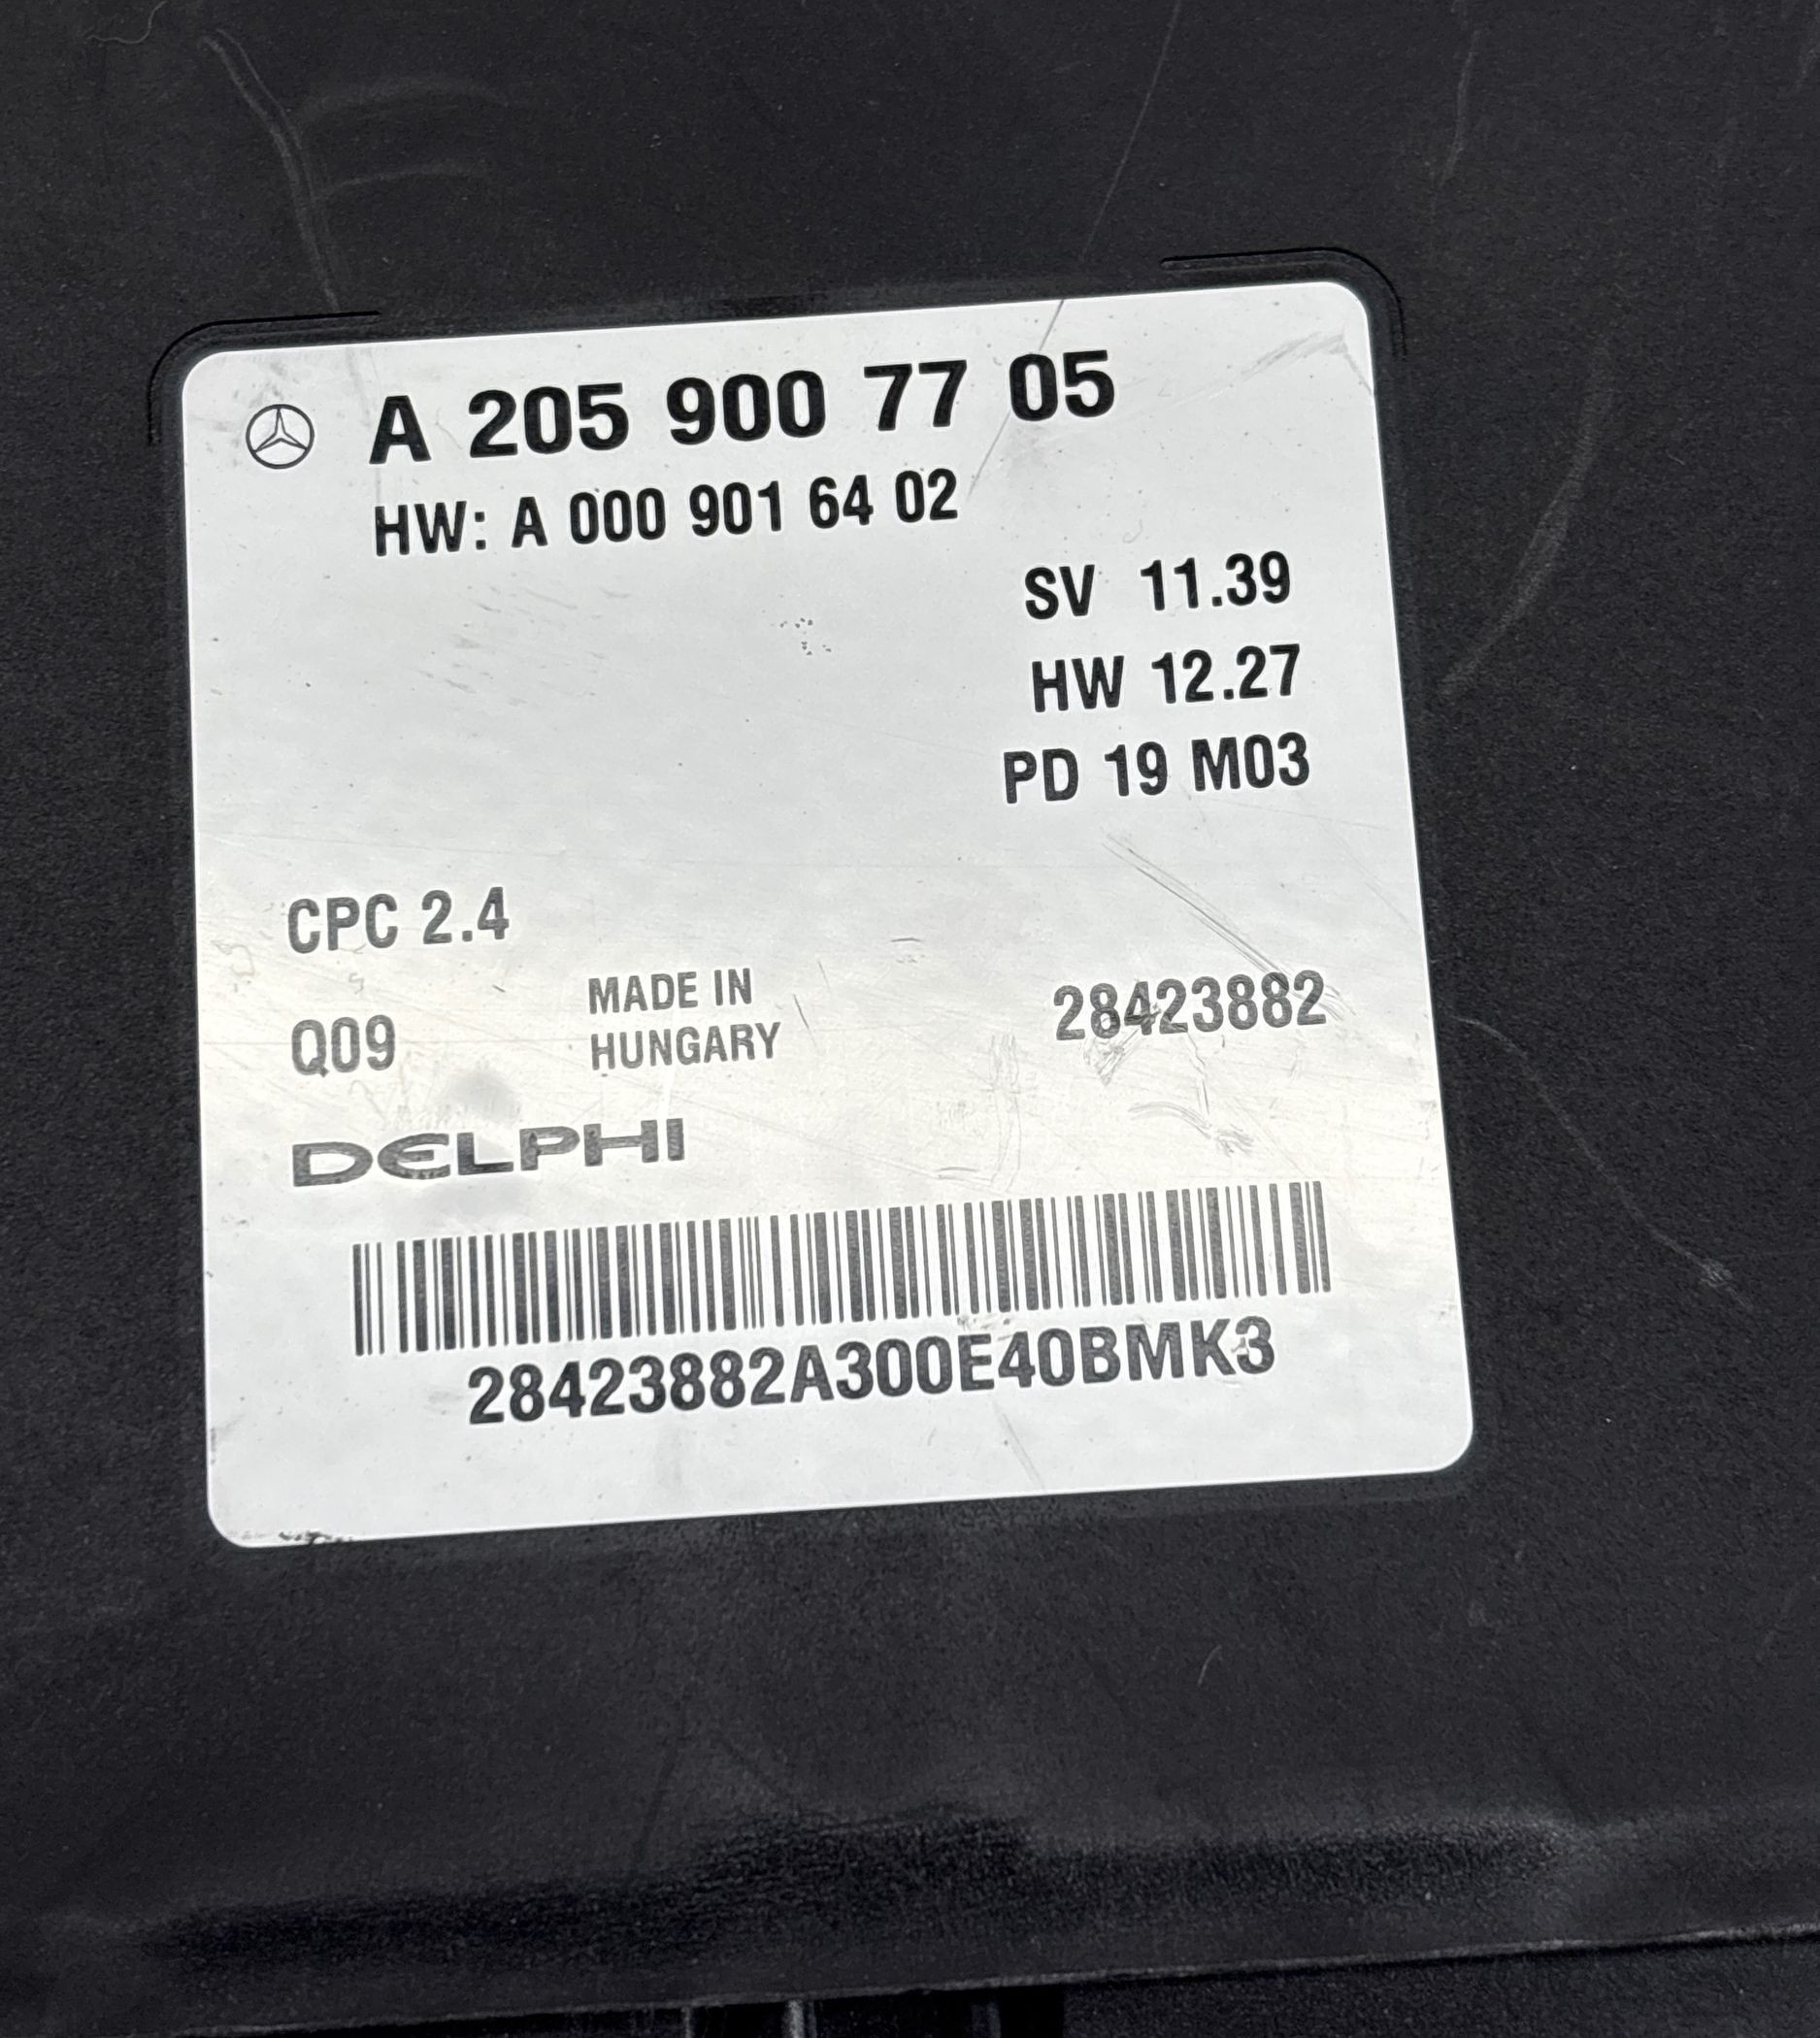 A 205 900 77 05
HW: A 000 901 64 02
SV 11.39
HW 12.27
PD 19 M03
CPC 2.4
MADE IN
HUNGARY
Q09
28423882
DELPHI
28423882A300E40BMK3